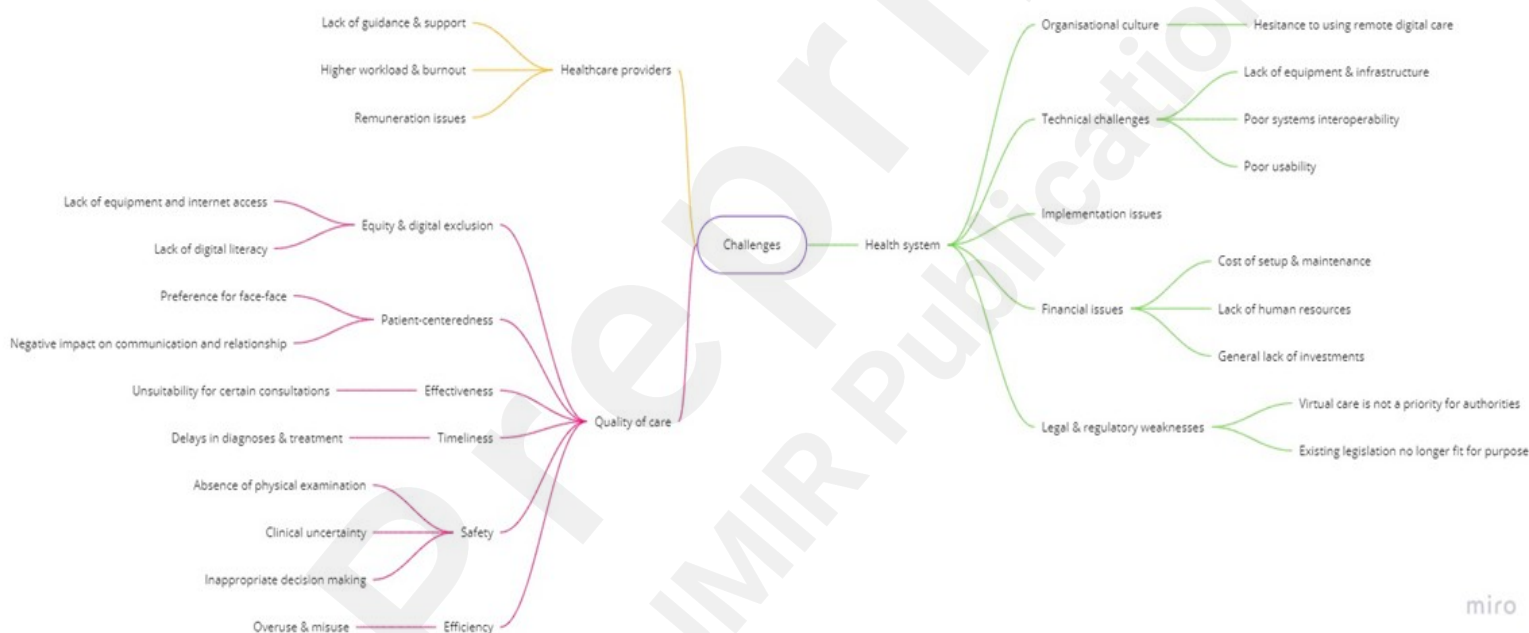 Lack of guidance & support
Higher workload & burnout
Remuneration issues
Healthcare providers
Lack of equipment and internet access
Lack of digital literacy
Equity & digital exclusion
Preference for face-face
Negative impact on communication and relationship
Patient-centeredness
Unsuitability for certain consultations
Effectiveness
Delays in diagnoses & treatment
Timeliness
Absence of physical examination
Clinical uncertainty
Inappropriate decision making
Safety
Overuse & misuse
Efficiency
Quality of care
Challenges
Health system
Organisational culture
Hesitance to using remote digital care
Technical challenges
Lack of equipment & infrastructure
Poor systems interoperability
Poor usability
Implementation issues
Financial issues
Cost of setup & maintenance
Lack of human resources
General lack of investments
Legal & regulatory weaknesses
Virtual care is not a priority for authorities
Existing legislation no longer fit for purpose
miro
Prepri
JMIR Publication